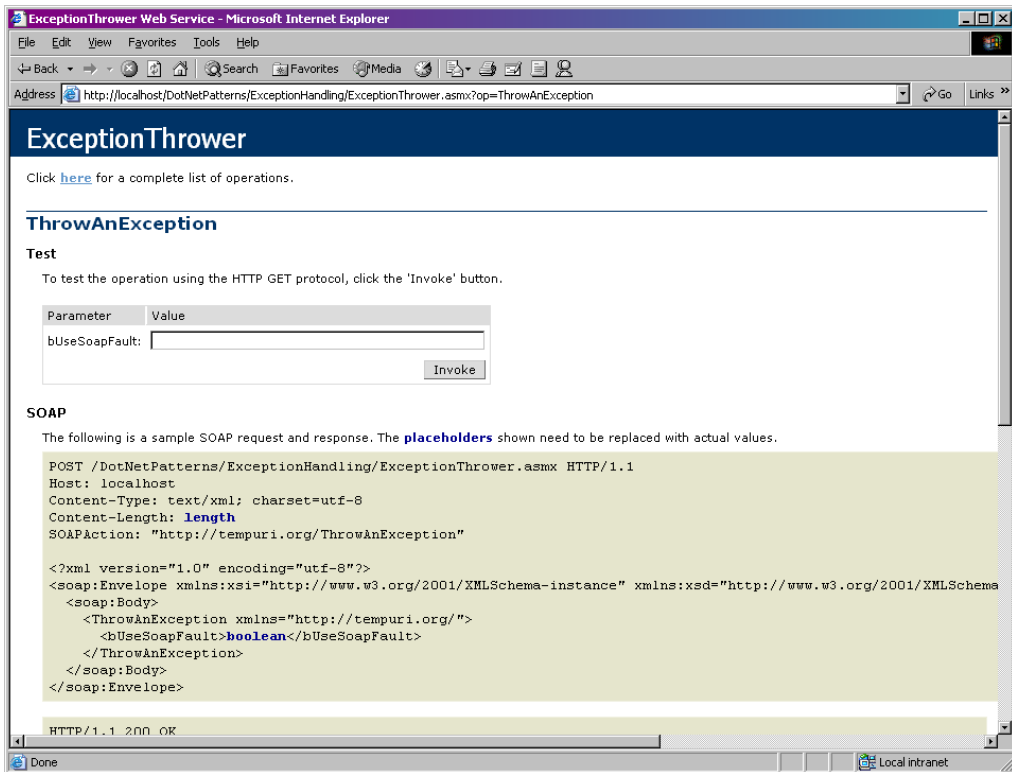 ExceptionThrower Web Service - Microsoft Internet Explorer
File Edit View Favorites Tools Help
Back Search Favorites Media
Address http://localhost/DotNetPatterns/ExceptionHandling/ExceptionThrower.asmx?op=ThrowAnException Go Links »
ExceptionThrower
Click here for a complete list of operations.
ThrowAnException
Test
To test the operation using the HTTP GET protocol, click the 'Invoke' button.
Parameter Value
bUseSoapFault:
Invoke
SOAP
The following is a sample SOAP request and response. The placeholders shown need to be replaced with actual values.
POST /DotNetPatterns/ExceptionHandling/ExceptionThrower.asmx HTTP/1.1
Host: localhost
Content-Type: text/xml; charset=utf-8
Content-Length: length
SOAPAction: "http://tempuri.org/ThrowAnException"
<?xml version="1.0" encoding="utf-8"?>
<soap:Envelope xmlns:xsi="http://www.w3.org/2001/XMLSchema-instance" xmlns:xsd="http://www.w3.org/2001/XMLSchema
<soap:Body>
<ThrowAnException xmlns="http://tempuri.org/">
<bUseSoapFault>boolean</bUseSoapFault>
</ThrowAnException>
</soap:Body>
</soap:Envelope>
HTTP/1.1 200 OK
Done Local intranet